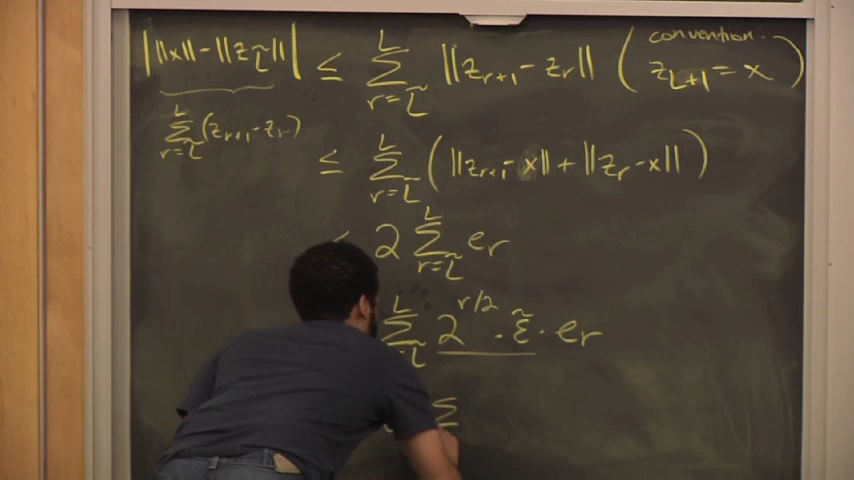 | ||x|| - ||z_L̃|| | ≤ Σ_{r=L̃}^{L} ||z_{r+1} - z_r|| ( convention: z_{L+1} = x )
Σ_{r=L̃}^{L} (z_{r+1} - z_r)
≤ Σ_{r=L̃}^{L} ( ||z_{r+1} - x|| + ||z_r - x|| )
≤ 2 Σ_{r=L̃}^{L} e_r
Σ_{r=L̃}^{L} 2^{r/2} · ε̃ · e_r
Σ